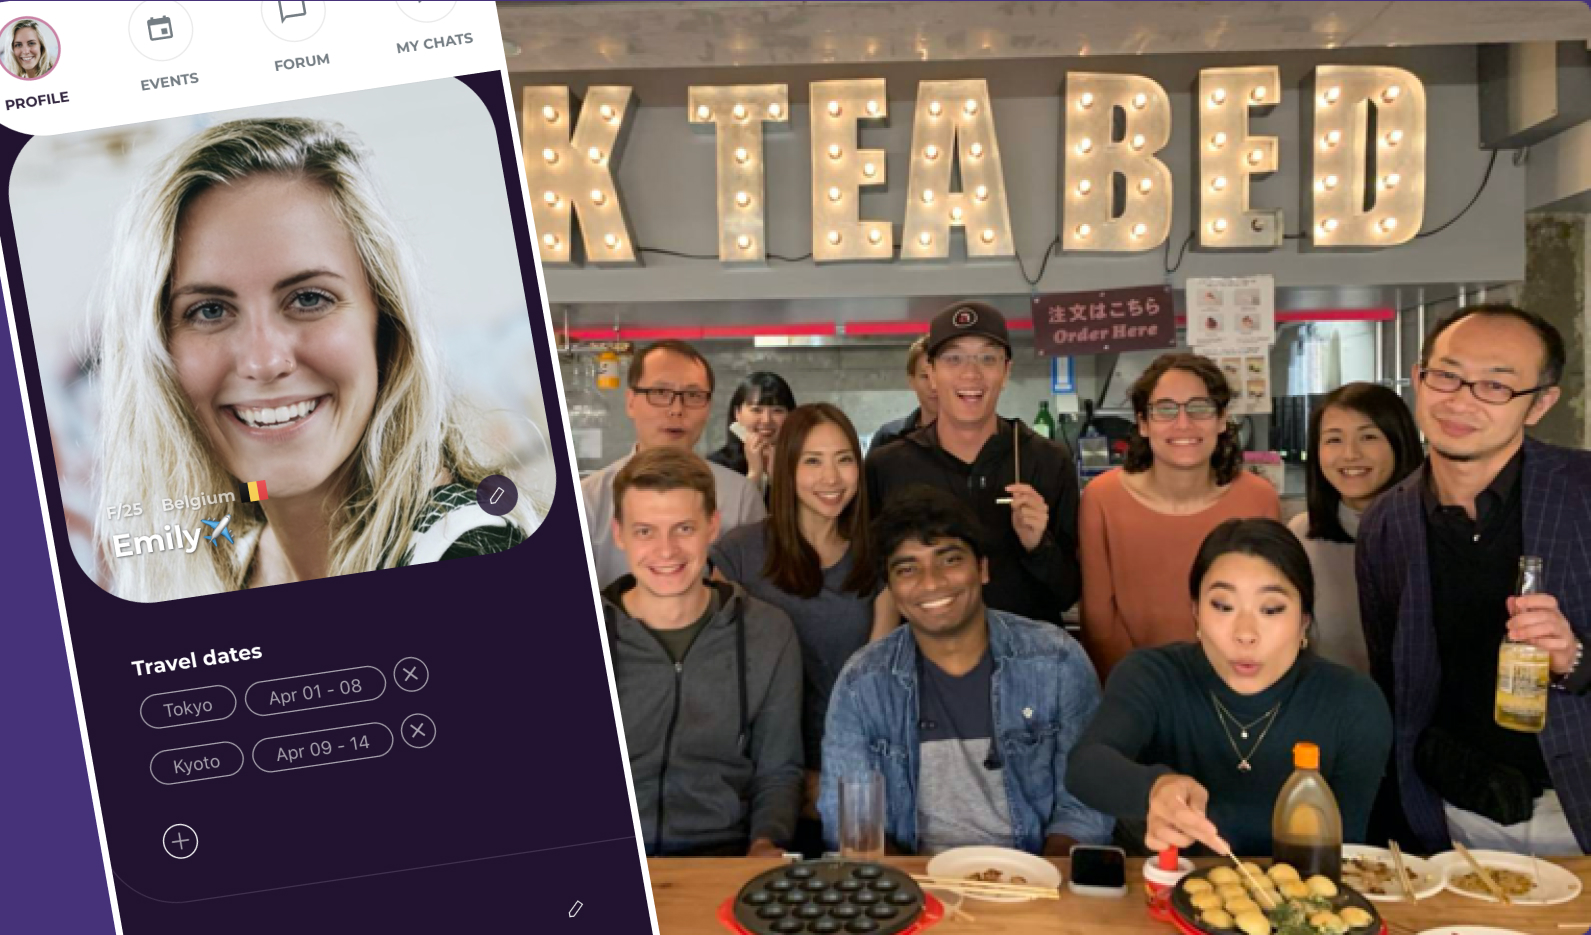 PROFILE
EVENTS
FORUM
MY CHATS
F/25 Belgium 🇧🇪
Emily✈️
Travel dates
Tokyo
Apr 01 - 08
Kyoto
Apr 09 - 14
K TEA BED
注文はこちら
Order Here